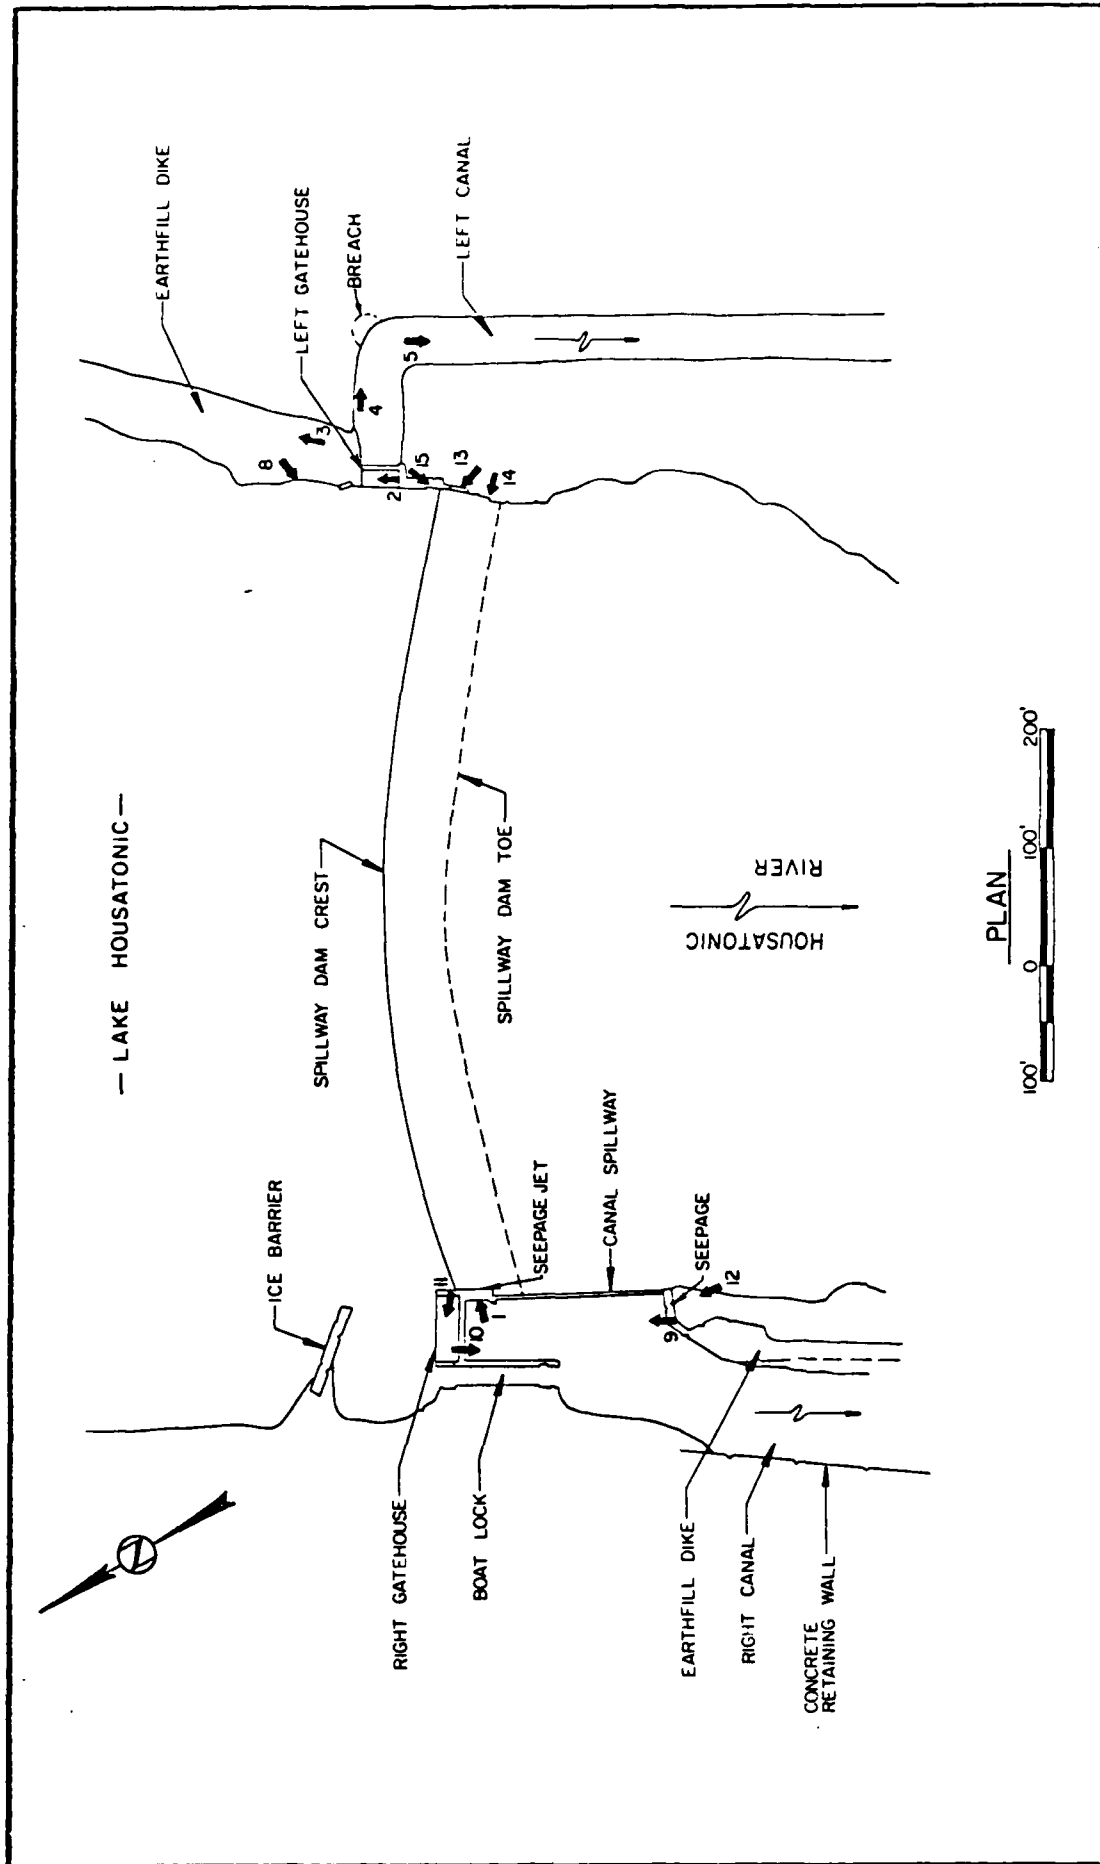 — LAKE HOUSATONIC —
ICE BARRIER
SPILLWAY DAM CREST
EARTHFILL DIKE
LEFT GATEHOUSE
BREACH
LEFT CANAL
8
3
4
5
2
15
13
14
RIGHT GATEHOUSE
BOAT LOCK
11
10
1
SEEPAGE JET
SPILLWAY DAM TOE
CANAL SPILLWAY
SEEPAGE
9
12
EARTHFILL DIKE
RIGHT CANAL
CONCRETE
RETAINING WALL
HOUSATONIC
RIVER
PLAN
100' 0 100' 200'
N